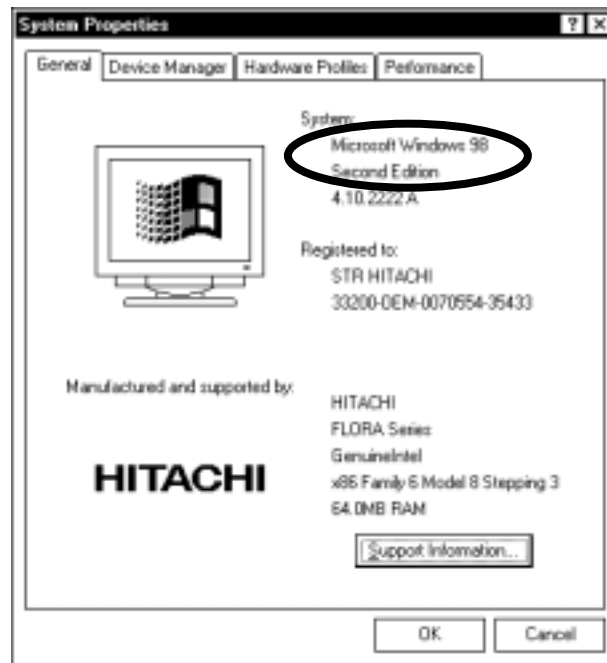 System Properties
General Device Manager Hardware Profiles Performance
System:
Microsoft Windows 98
Second Edition
4.10.2222 A
Registered to:
STR HITACHI
33200-OEM-0070554-35433
Manufactured and supported by:
HITACHI
HITACHI
FLORA Series
GenuineIntel
x86 Family 6 Model 8 Stepping 3
64.0MB RAM
Support Information...
OK Cancel